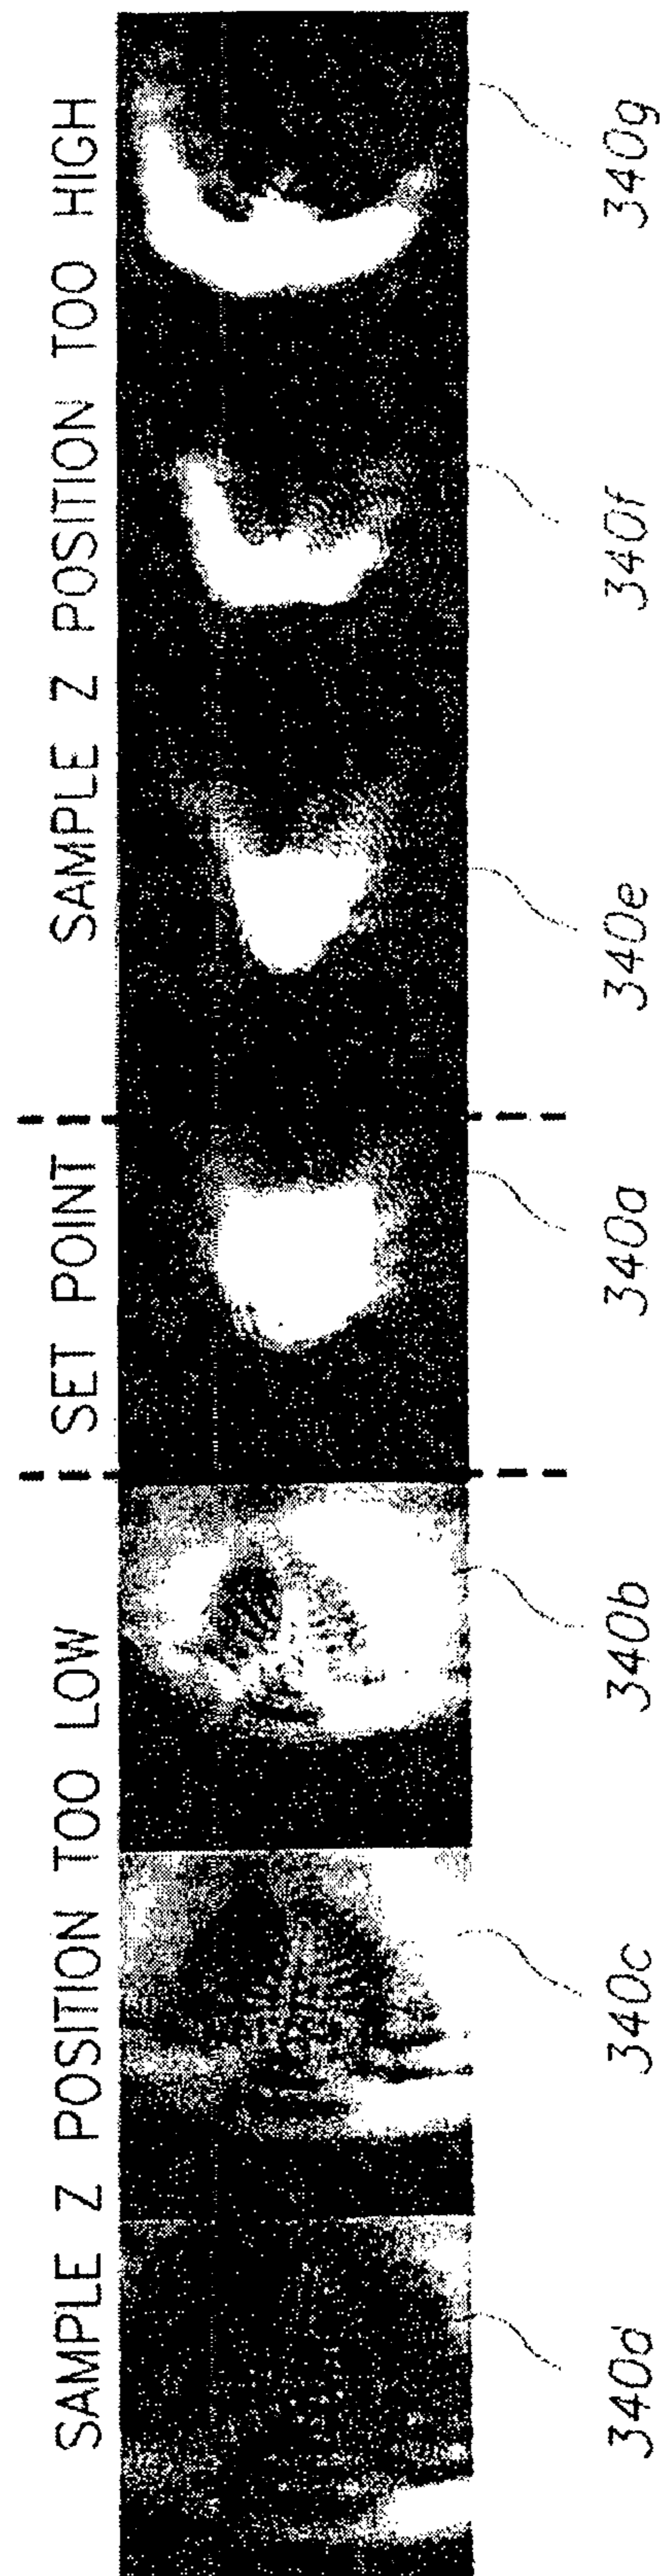 SAMPLE Z POSITION TOO LOW
SET POINT
SAMPLE Z POSITION TOO HIGH
340d
340c
340b
340a
340e
340f
340g